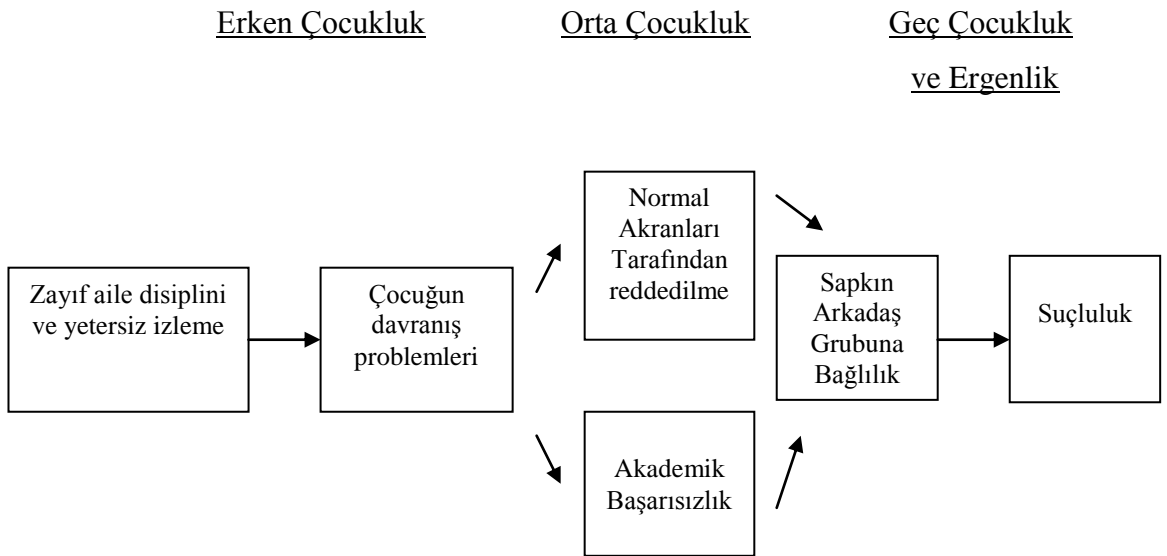 Erken Çocukluk
Orta Çocukluk
Geç Çocukluk
ve Ergenlik
Zayıf aile disiplini
ve yetersiz izleme
Çocuğun
davranış
problemleri
Normal
Akranları
Tarafından
reddedilme
Akademik
Başarısızlık
Sapkın
Arkadaş
Grubuna
Bağlılık
Suçluluk